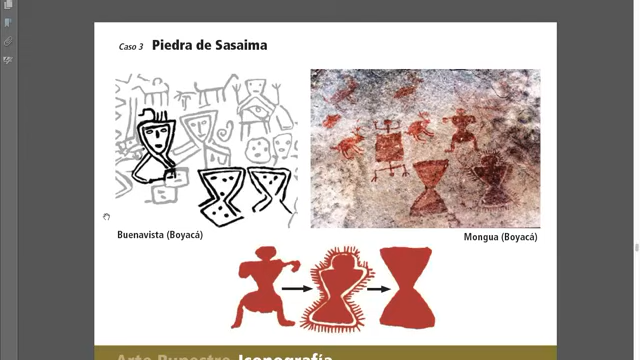 Caso 3 Piedra de Sasaima
Buenavista (Boyacá)
Mongua (Boyacá)
Arte Rupestre Iconografía